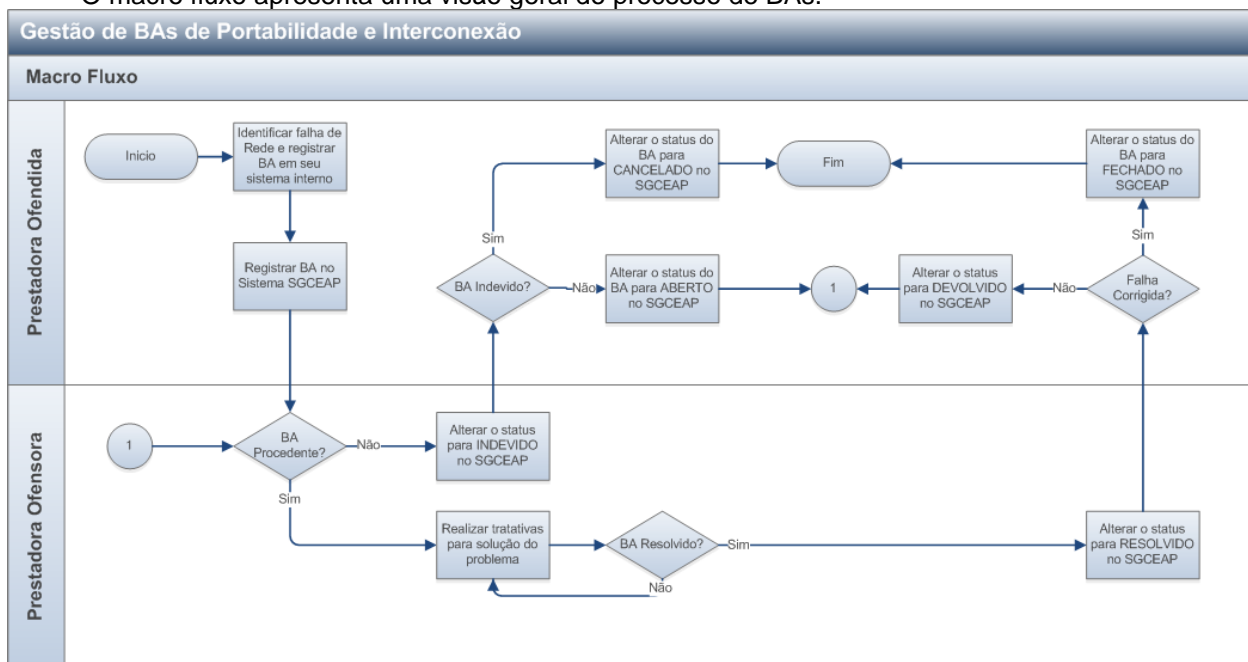 O macro fluxo apresenta uma visão geral do processo de BAs.
Gestão de BAs de Portabilidade e Interconexão
Macro Fluxo
Prestadora Ofendida
Inicio
Identificar falha de
Rede e registrar
BA em seu
sistema interno
Registrar BA no
Sistema SGCEAP
Alterar o status do
BA para
CANCELADO no
SGCEAP
Fim
Alterar o status do
BA para
FECHADO no
SGCEAP
Sim
Sim
BA Indevido?
Não
Alterar o status do
BA para ABERTO
no SGCEAP
1
Alterar o status
para DEVOLVIDO
no SGCEAP
Não
Falha
Corrigida?
Prestadora Ofensora
1
BA
Procedente?
Não
Alterar o status
para INDEVIDO
no SGCEAP
Sim
Realizar tratativas
para solução do
problema
BA Resolvido?
Sim
Não
Alterar o status
para RESOLVIDO
no SGCEAP